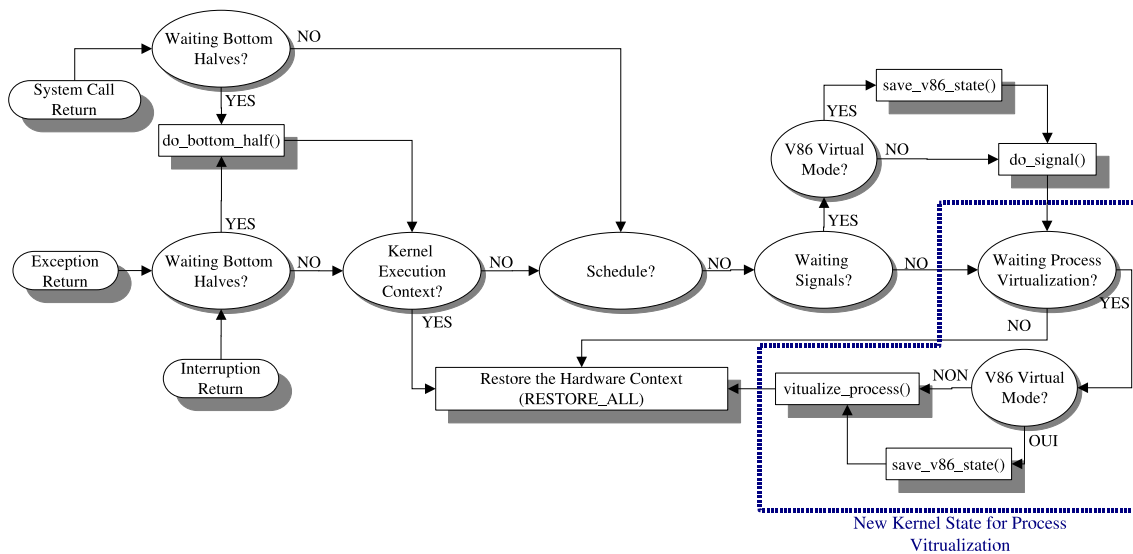 Waiting Bottom
Halves?
NO
System Call
Return
YES
do_bottom_half()
save_v86_state()
YES
V86 Virtual
Mode?
NO
do_signal()
YES
YES
Exception
Return
Waiting Bottom
Halves?
NO
Kernel
Execution
Context?
NO
Schedule?
NO
Waiting
Signals?
NO
Waiting Process
Virtualization?
YES
YES
NO
Interruption
Return
Restore the Hardware Context
(RESTORE_ALL)
vitualize_process()
NON
V86 Virtual
Mode?
OUI
save_v86_state()
New Kernel State for Process
Vitrualization